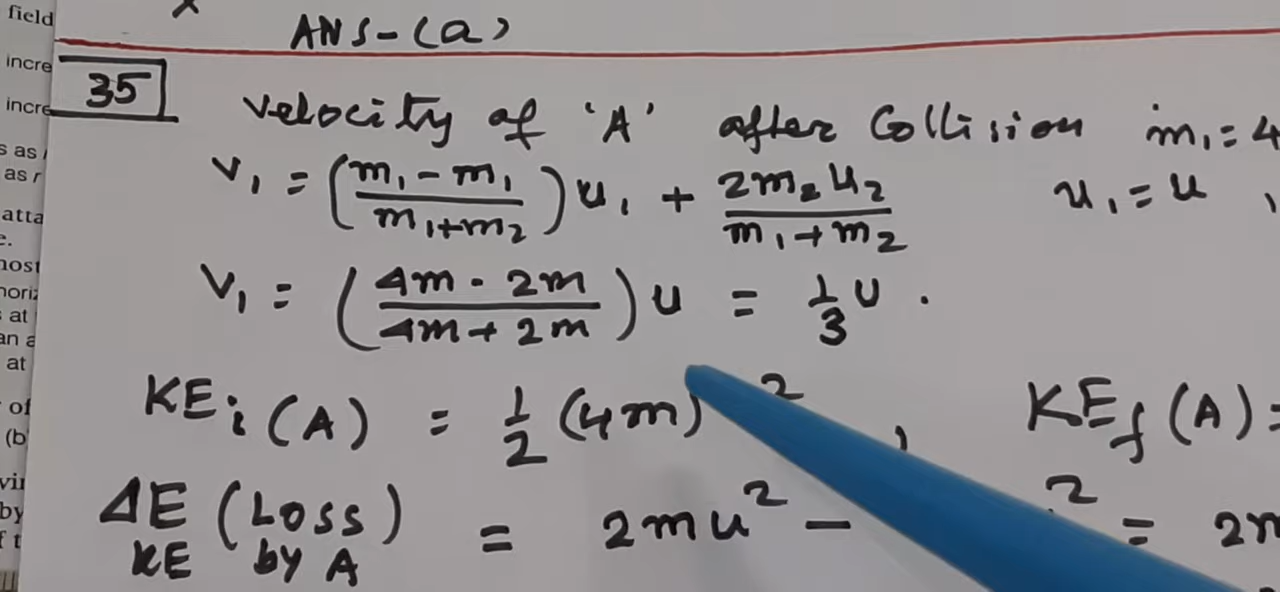 field
ANS-(a)
incre
incre
35
Velocity of 'A' after Collision m₁=4
s as
as r
V₁ = (m₁-m₁/m₁+m₂)u₁ + 2m₂u₂/m₁+m₂ u₁=u ,
atta
e.
nost
V₁ = (4m-2m/4m+2m)u = 1/3 u .
horiz
s at
an a
at
KEᵢ(A) = 1/2 (4m) ² , KE_f(A)=
of
(b
ΔE (Loss) = 2mu² - ² = 2m
KE by A
vin
by
f t